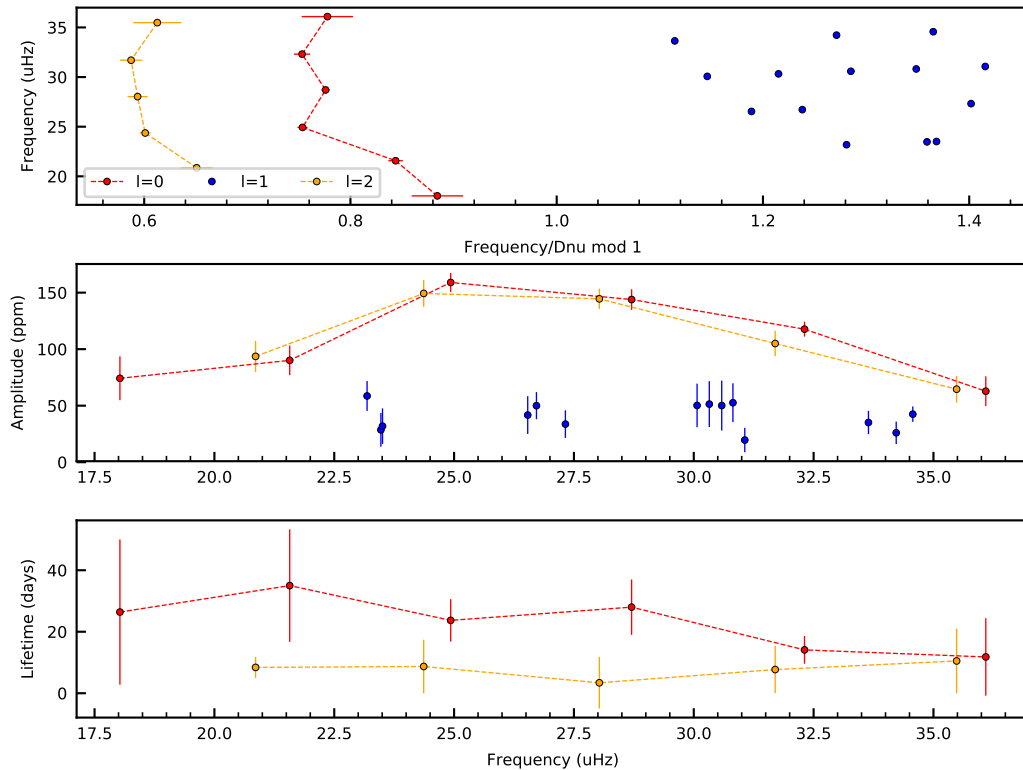 35
30
25
20
Frequency (uHz)
l=0 l=1 l=2
0.6 0.8 1.0 1.2 1.4
Frequency/Dnu mod 1
150
100
50
0
Amplitude (ppm)
17.5 20.0 22.5 25.0 27.5 30.0 32.5 35.0
40
20
0
Lifetime (days)
17.5 20.0 22.5 25.0 27.5 30.0 32.5 35.0
Frequency (uHz)